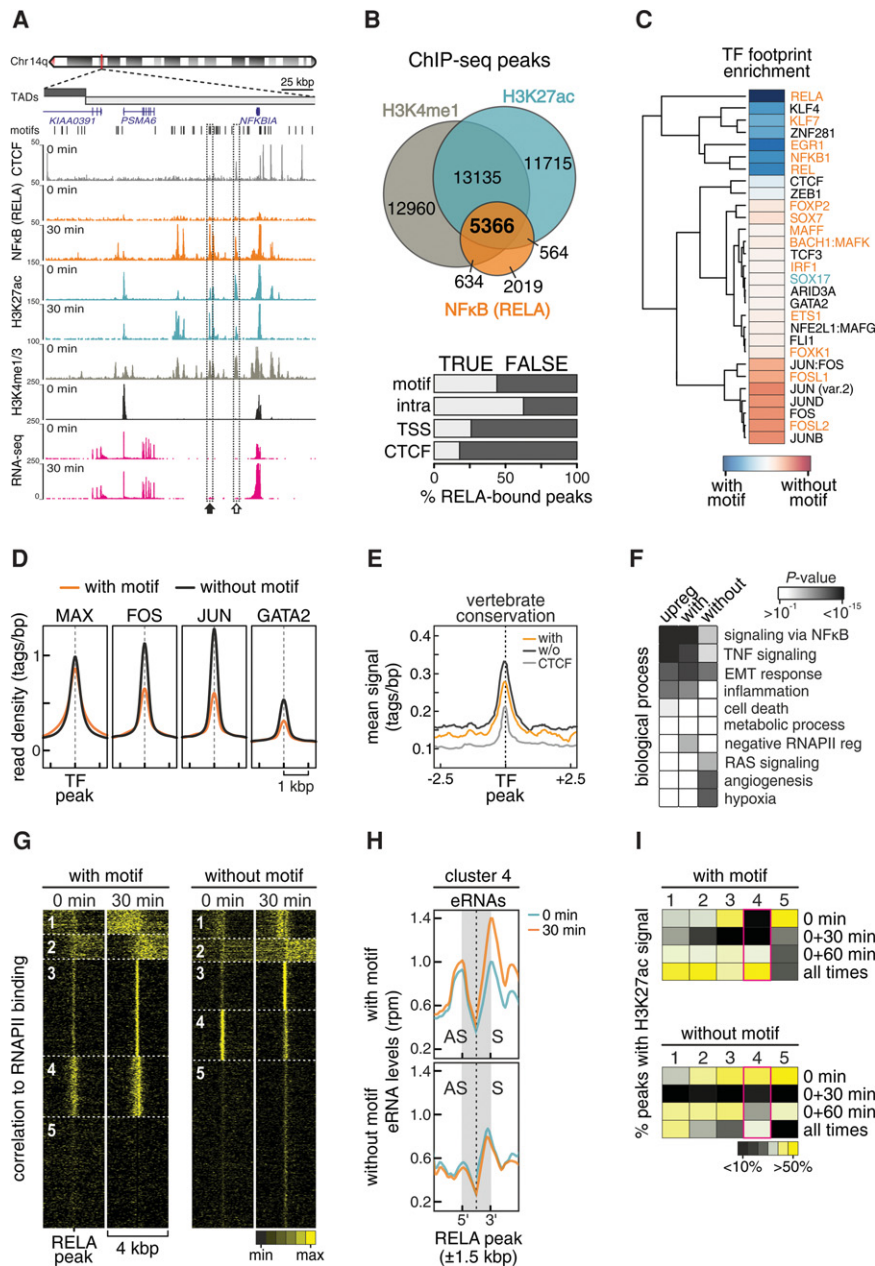 A
Chr 14q
25 kbp
TADs
KIAA0391 PSMA6 NFKBIA
motifs
50
0 min
CTCF
50
0 min
NFκB (RELA)
50
30 min
150
0 min
H3K27ac
150
30 min
100
0 min
H3K4me1/3
250
0 min
250
0 min
RNA-seq
250
30 min
0
B
ChIP-seq peaks
H3K4me1
H3K27ac
13135
11715
12960
5366
564
634
2019
NFκB (RELA)
TRUE FALSE
motif
intra
TSS
CTCF
0 50 100
% RELA-bound peaks
C
TF footprint
enrichment
RELA
KLF4
KLF7
ZNF281
EGR1
NFKB1
REL
CTCF
ZEB1
FOXP2
SOX7
MAFF
BACH1:MAFK
TCF3
IRF1
SOX17
ARID3A
GATA2
ETS1
NFE2L1:MAFG
FLI1
FOXK1
JUN:FOS
FOSL1
JUN (var.2)
JUND
FOS
FOSL2
JUNB
with
motif
without
motif
D
with motif without motif
MAX FOS JUN GATA2
read density (tags/bp)
1
0
TF
peak
1 kbp
E
vertebrate
conservation
with
w/o
CTCF
mean signal
(tags/bp)
0.4
0.3
0.2
0.1
-2.5 TF +2.5
peak
F
P-value
>10-1 <10-15
upreg
with
without
biological process
signaling via NFκB
TNF signaling
EMT response
inflammation
cell death
metabolic process
negative RNAPII reg
RAS signaling
angiogenesis
hypoxia
G
with motif without motif
0 min 30 min 0 min 30 min
correlation to RNAPII binding
1
2
3
4
5
1
2
3
4
5
RELA
peak
4 kbp
min max
H
cluster 4
eRNAs
0 min
30 min
with motif
without motif
eRNA levels (rpm)
1.4
1.0
0.6
0.2
AS S
1.4
1.0
0.6
0.2
AS S
5' 3'
RELA peak
(±1.5 kbp)
I
with motif
1 2 3 4 5
0 min
0+30 min
0+60 min
all times
% peaks with H3K27ac signal
without motif
1 2 3 4 5
0 min
0+30 min
0+60 min
all times
<10% >50%